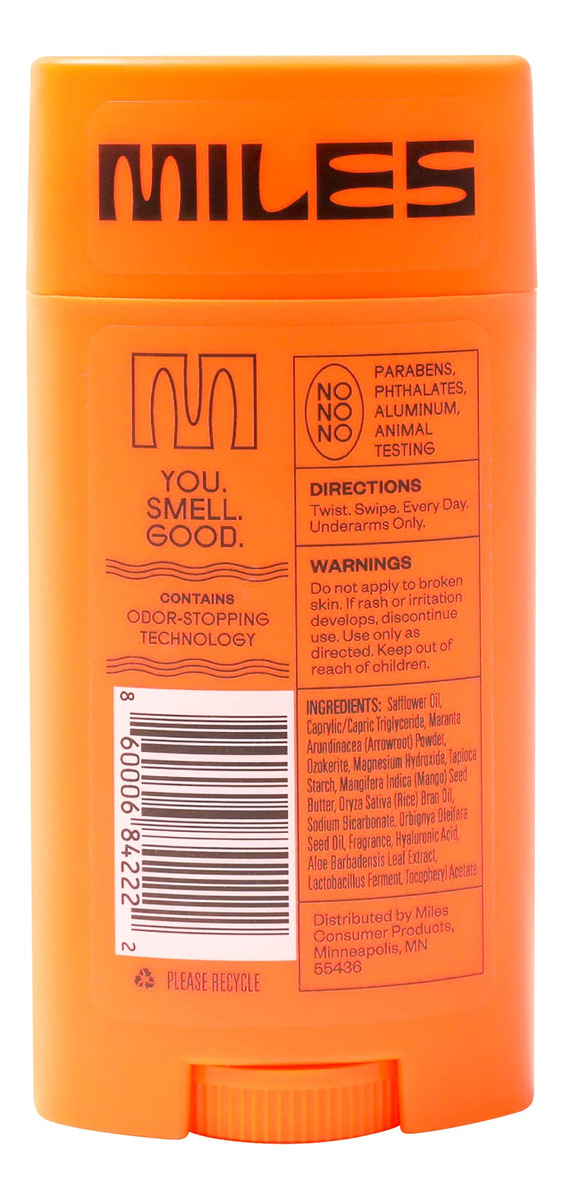 MILES
M
YOU.
SMELL.
GOOD.
CONTAINS
ODOR-STOPPING
TECHNOLOGY
8 60006 84222 2
PLEASE RECYCLE
NO
NO
NO
PARABENS,
PHTHALATES,
ALUMINUM,
ANIMAL
TESTING
DIRECTIONS
Twist. Swipe. Every Day.
Underarms Only.
WARNINGS
Do not apply to broken
skin. If rash or irritation
develops, discontinue
use. Use only as
directed. Keep out of
reach of children.
INGREDIENTS: Safflower Oil,
Caprylic/Capric Triglyceride, Maranta
Arundinacea (Arrowroot) Powder,
Ozokerite, Magnesium Hydroxide, Tapioca
Starch, Mangifera Indica (Mango) Seed
Butter, Oryza Sativa (Rice) Bran Oil,
Sodium Bicarbonate, Orbignya Oleifera
Seed Oil, Fragrance, Hyaluronic Acid,
Aloe Barbadensis Leaf Extract,
Lactobacillus Ferment, Tocopheryl Acetate
Distributed by Miles
Consumer Products,
Minneapolis, MN
55436